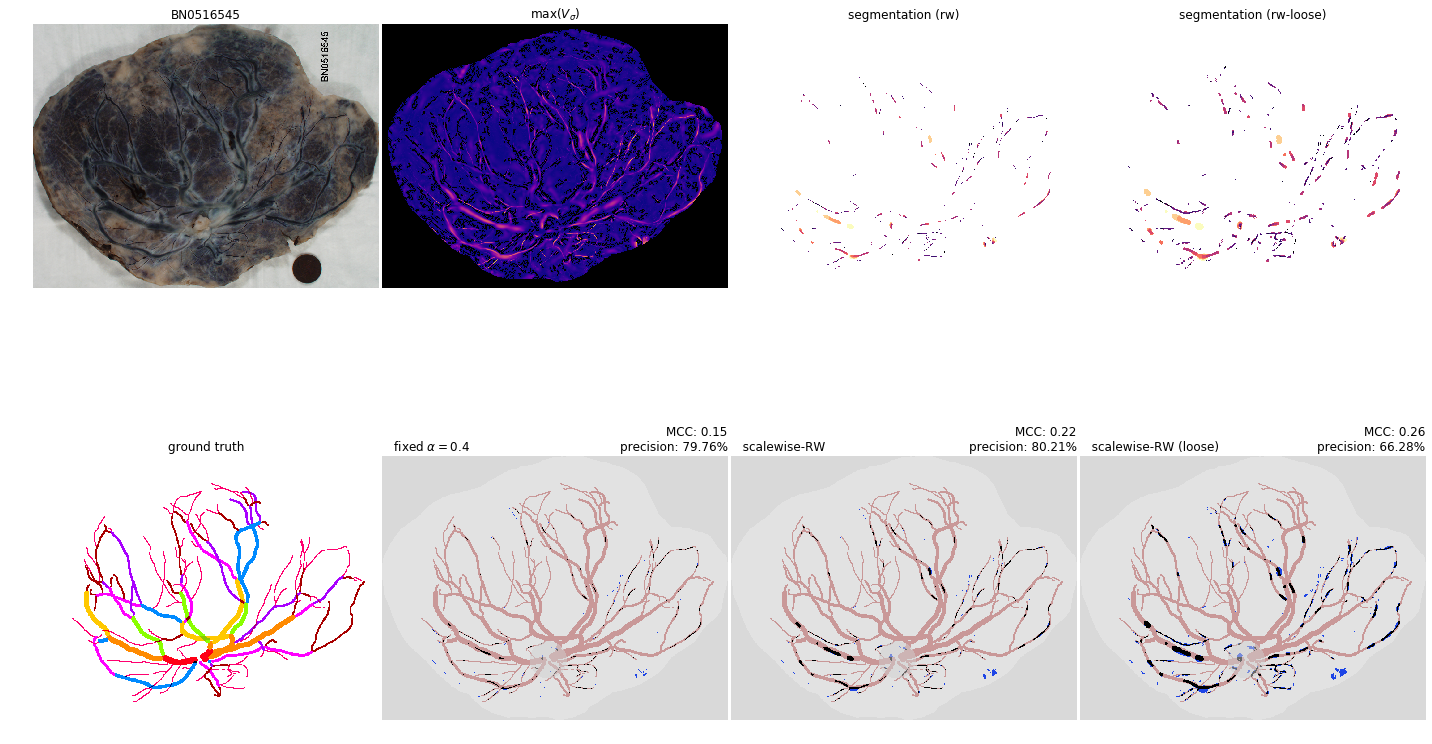 BN0516545
max(V_σ)
segmentation (rw)
segmentation (rw-loose)
BN0516545
ground truth
fixed α = 0.4
MCC: 0.15
precision: 79.76%
scalewise-RW
MCC: 0.22
precision: 80.21%
scalewise-RW (loose)
MCC: 0.26
precision: 66.28%